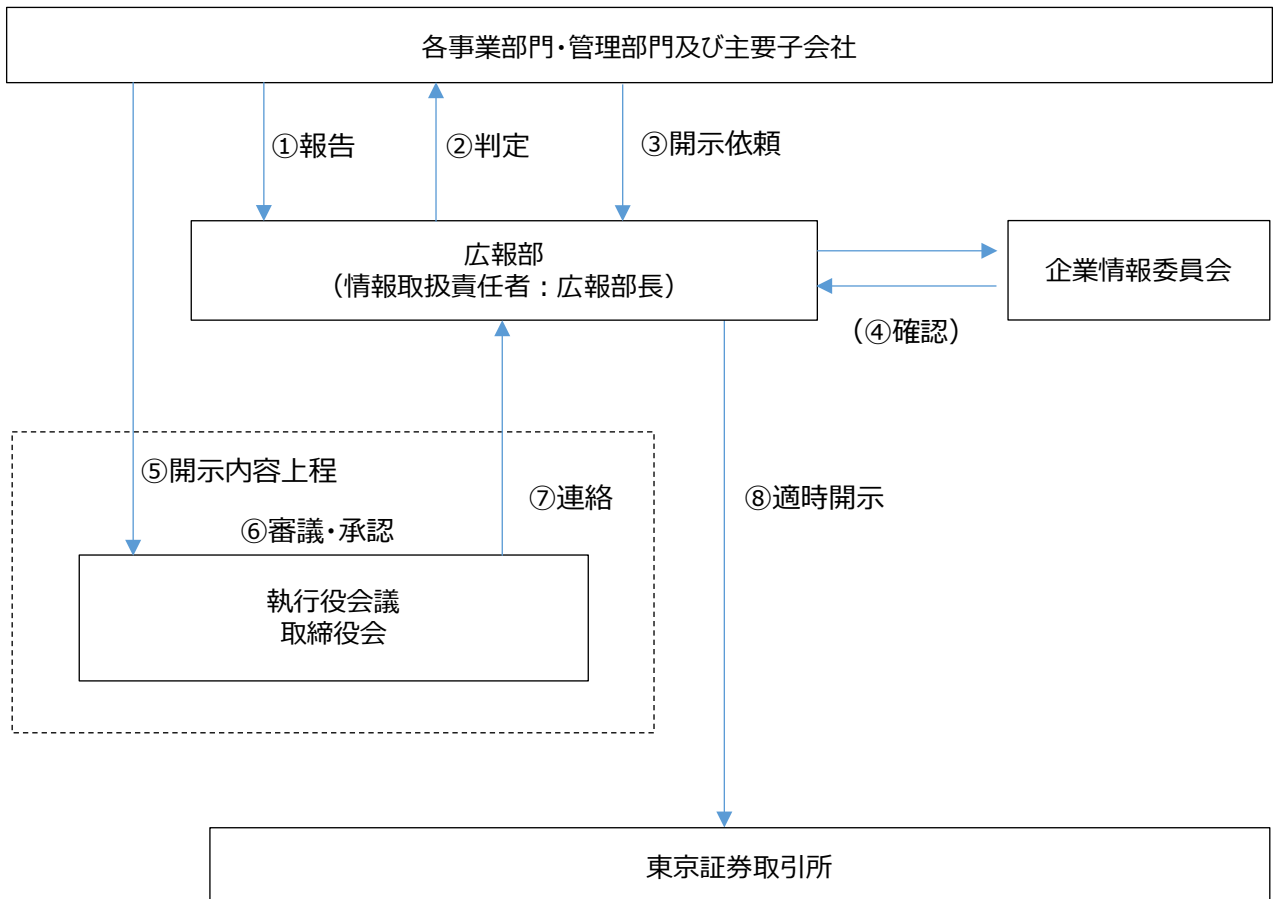 各事業部門・管理部門及び主要子会社
①報告
②判定
③開示依頼
広報部
（情報取扱責任者：広報部長）
企業情報委員会
（④確認）
⑤開示内容上程
⑦連絡
⑧適時開示
⑥審議・承認
執行役会議
取締役会
東京証券取引所